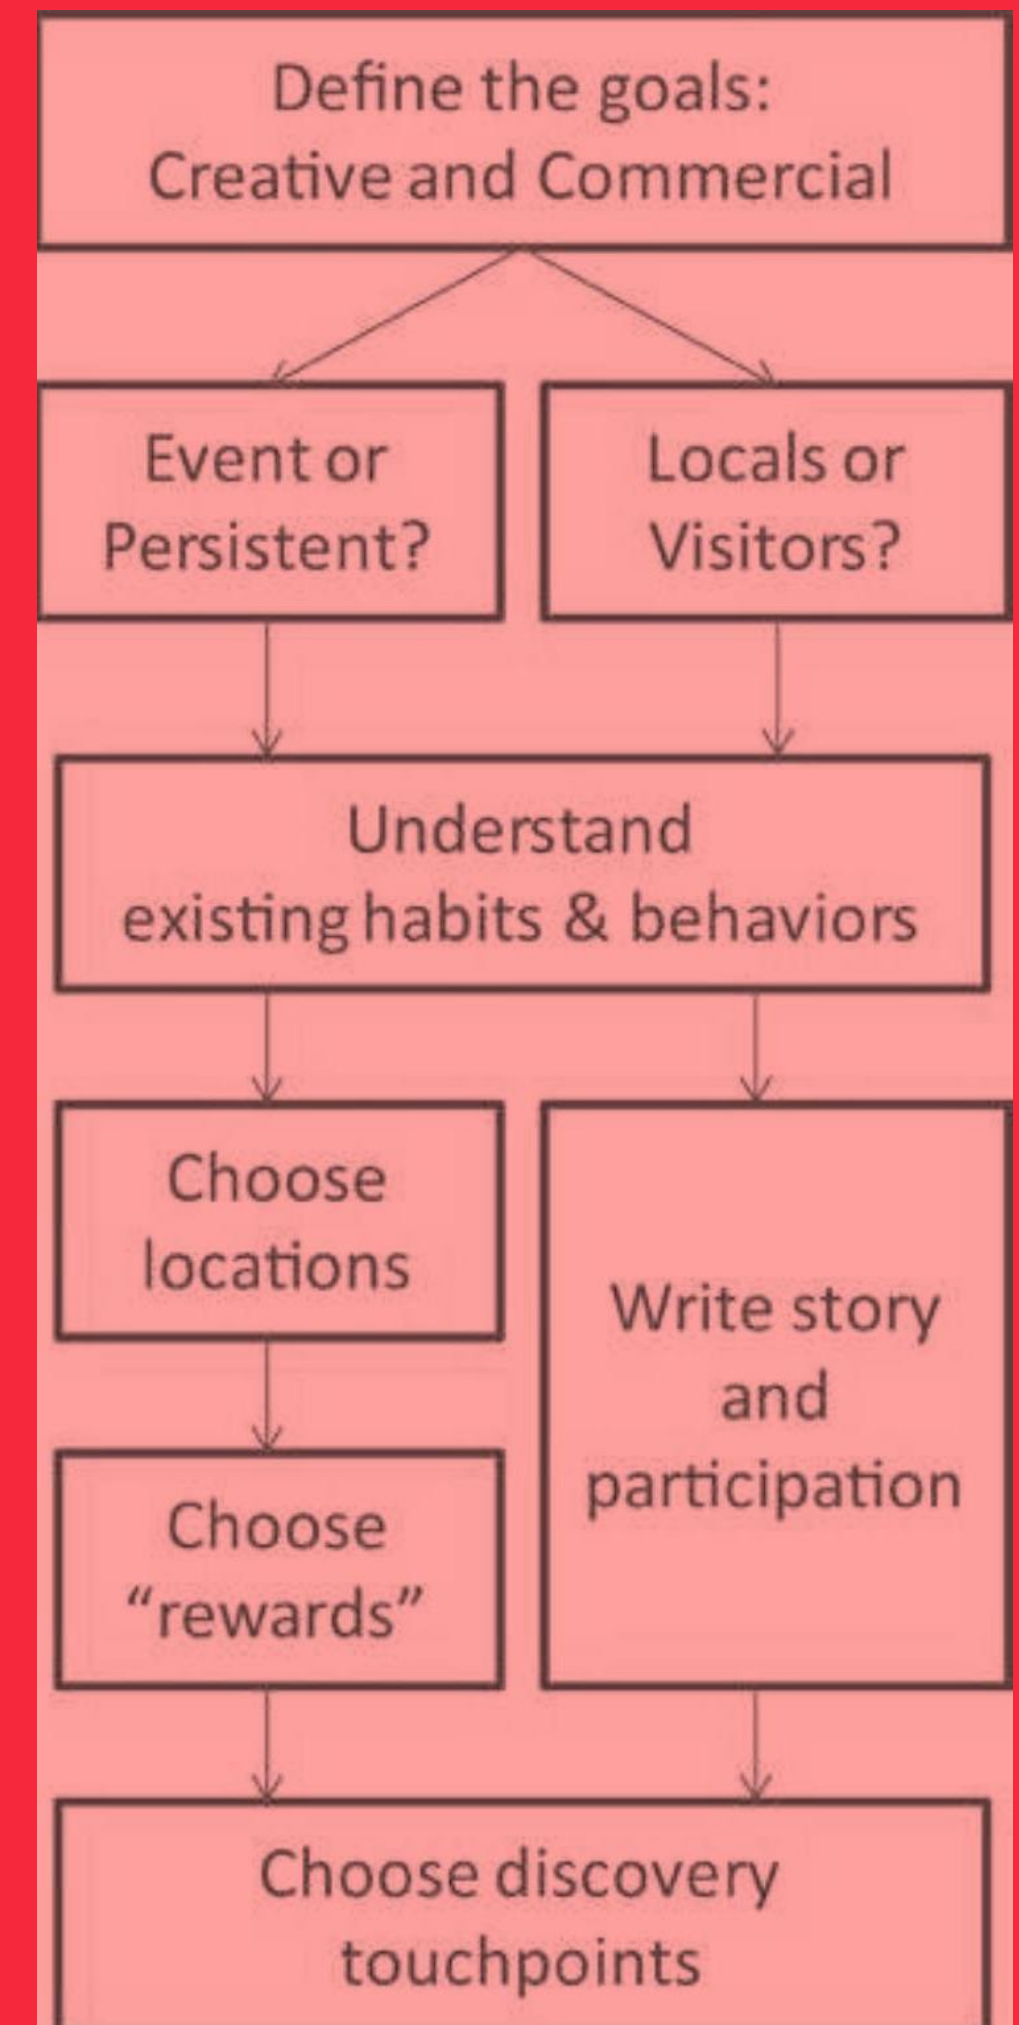 Define the goals:
Creative and Commercial
Event or
Persistent?
Locals or
Visitors?
Understand
existing habits & behaviors
Choose
locations
Write story
and
participation
Choose
“rewards”
Choose discovery
touchpoints